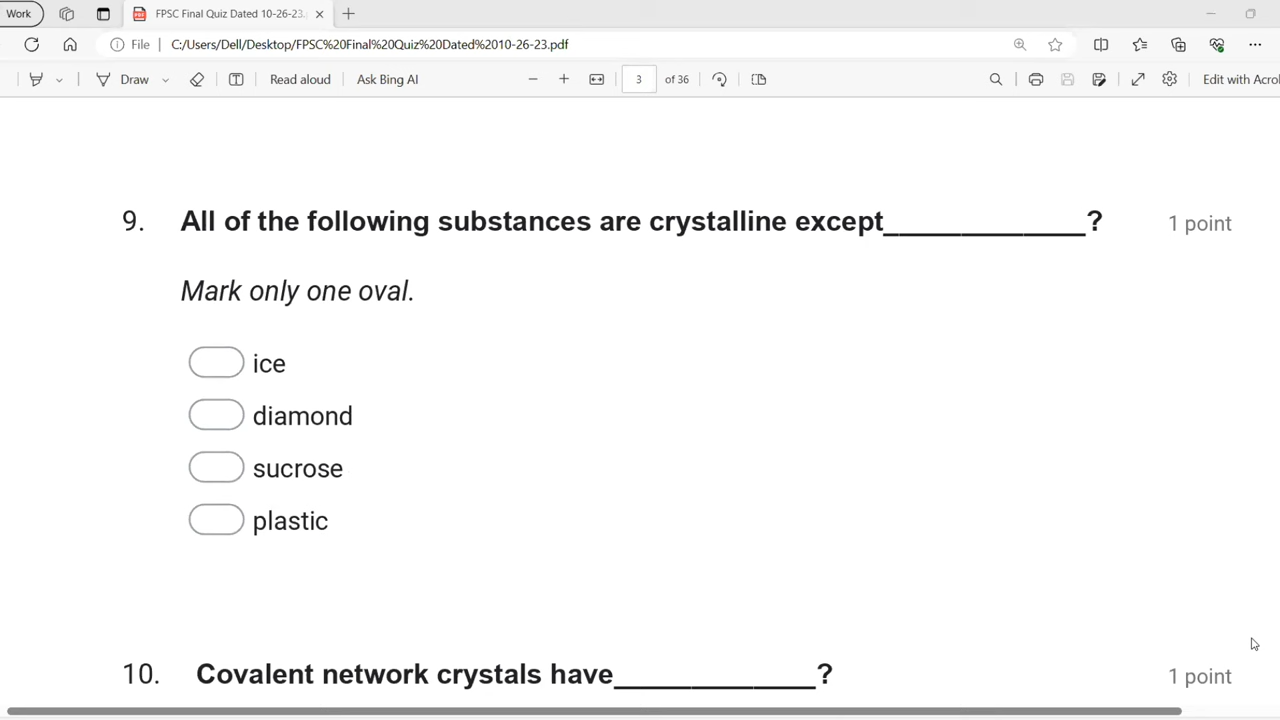 Work
FPSC Final Quiz Dated 10-26-23.
File
C:/Users/Dell/Desktop/FPSC%20Final%20Quiz%20Dated%2010-26-23.pdf
Draw
Read aloud
Ask Bing AI
3 of 36
Edit with Acro
9. All of the following substances are crystalline except_____________? 1 point
Mark only one oval.
ice
diamond
sucrose
plastic
10. Covalent network crystals have_____________? 1 point